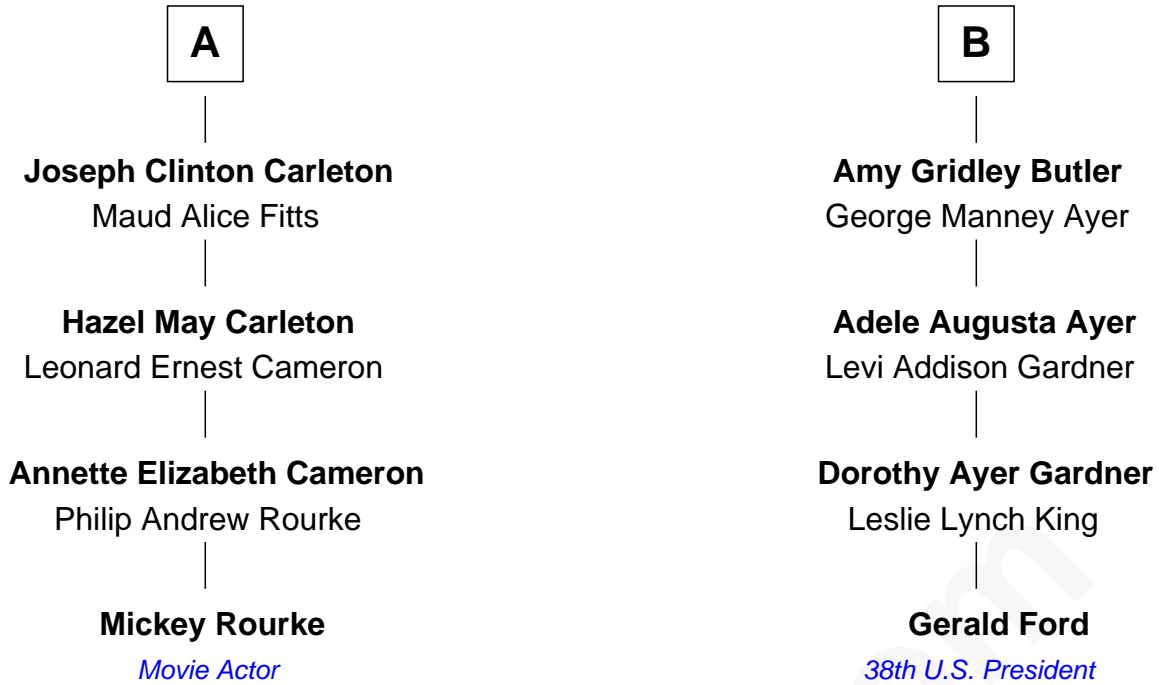 A
B
Joseph Clinton Carleton
Maud Alice Fitts
Amy Gridley Butler
George Manney Ayer
Hazel May Carleton
Leonard Ernest Cameron
Adele Augusta Ayer
Levi Addison Gardner
Annette Elizabeth Cameron
Philip Andrew Rourke
Dorothy Ayer Gardner
Leslie Lynch King
Mickey Rourke
Movie Actor
Gerald Ford
38th U.S. President